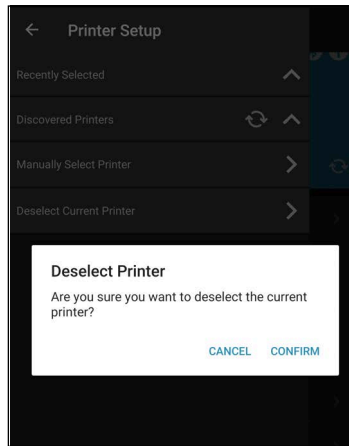 Printer Setup
Recently Selected
Discovered Printers
Manually Select Printer
Deselect Current Printer
Deselect Printer
Are you sure you want to deselect the current
printer?
CANCEL CONFIRM